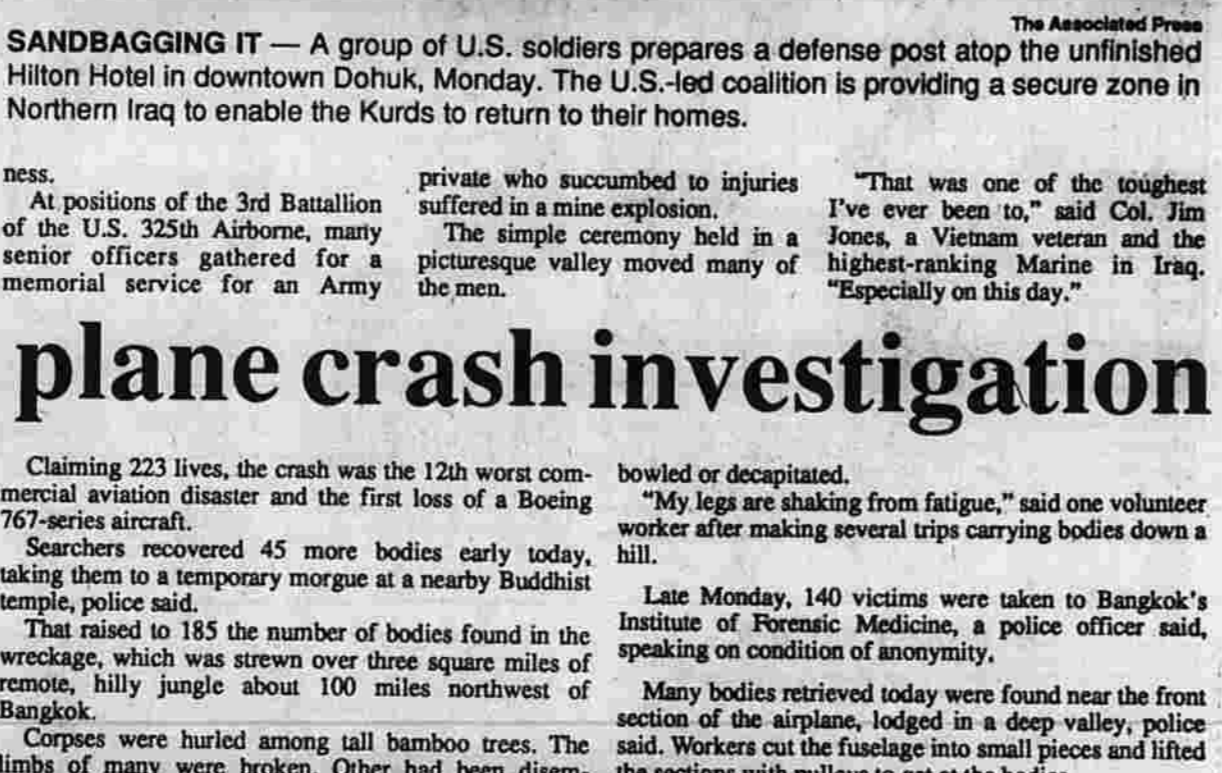 The Associated Press
SANDBAGGING IT — A group of U.S. soldiers prepares a defense post atop the unfinished
Hilton Hotel in downtown Dohuk, Monday. The U.S.-led coalition is providing a secure zone in
Northern Iraq to enable the Kurds to return to their homes.
ness.
At positions of the 3rd Battallion
of the U.S. 325th Airborne, many
senior officers gathered for a
memorial service for an Army
private who succumbed to injuries
suffered in a mine explosion.
The simple ceremony held in a
picturesque valley moved many of
the men.
"That was one of the toughest
I've ever been to," said Col. Jim
Jones, a Vietnam veteran and the
highest-ranking Marine in Iraq.
"Especially on this day."
plane crash investigation
Claiming 223 lives, the crash was the 12th worst com-
mercial aviation disaster and the first loss of a Boeing
767-series aircraft.
Searchers recovered 45 more bodies early today,
taking them to a temporary morgue at a nearby Buddhist
temple, police said.
That raised to 185 the number of bodies found in the
wreckage, which was strewn over three square miles of
remote, hilly jungle about 100 miles northwest of
Bangkok.
Corpses were hurled among tall bamboo trees. The
limbs of many were broken. Other had been disem-
bowled or decapitated.
"My legs are shaking from fatigue," said one volunteer
worker after making several trips carrying bodies down a
hill.
Late Monday, 140 victims were taken to Bangkok's
Institute of Forensic Medicine, a police officer said,
speaking on condition of anonymity.
Many bodies retrieved today were found near the front
section of the airplane, lodged in a deep valley, police
said. Workers cut the fuselage into small pieces and lifted
the sections with pulleys to get at the bodies.